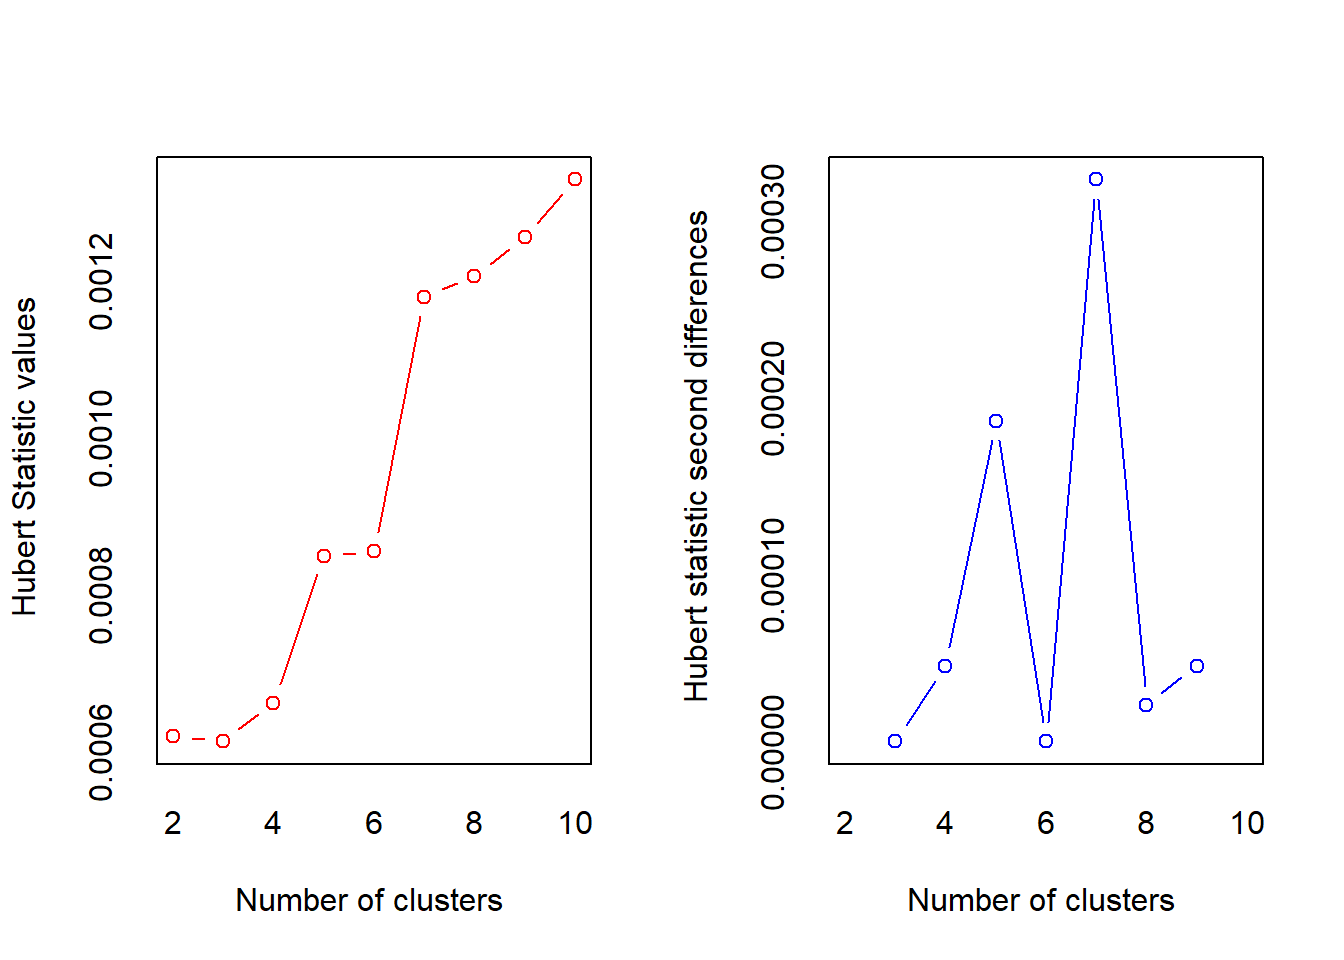 Hubert Statistic values
0.0006 0.0008 0.0010 0.0012
2 4 6 8 10
Number of clusters
Hubert statistic second differences
0.00000 0.00010 0.00020 0.00030
2 4 6 8 10
Number of clusters